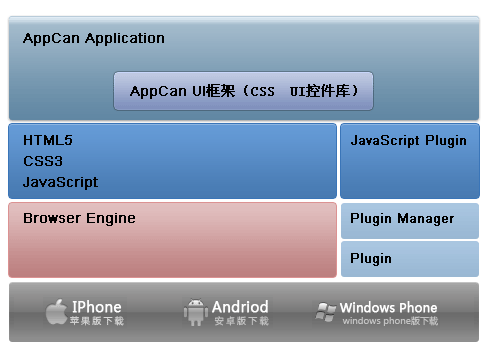 AppCan Application
AppCan UI框架（CSS UI控件库）
HTML5
CSS3
JavaScript
JavaScript Plugin
Browser Engine
Plugin Manager
Plugin
IPhone
苹果版下载
Andriod
安卓版下载
Windows Phone
windows phone版下载